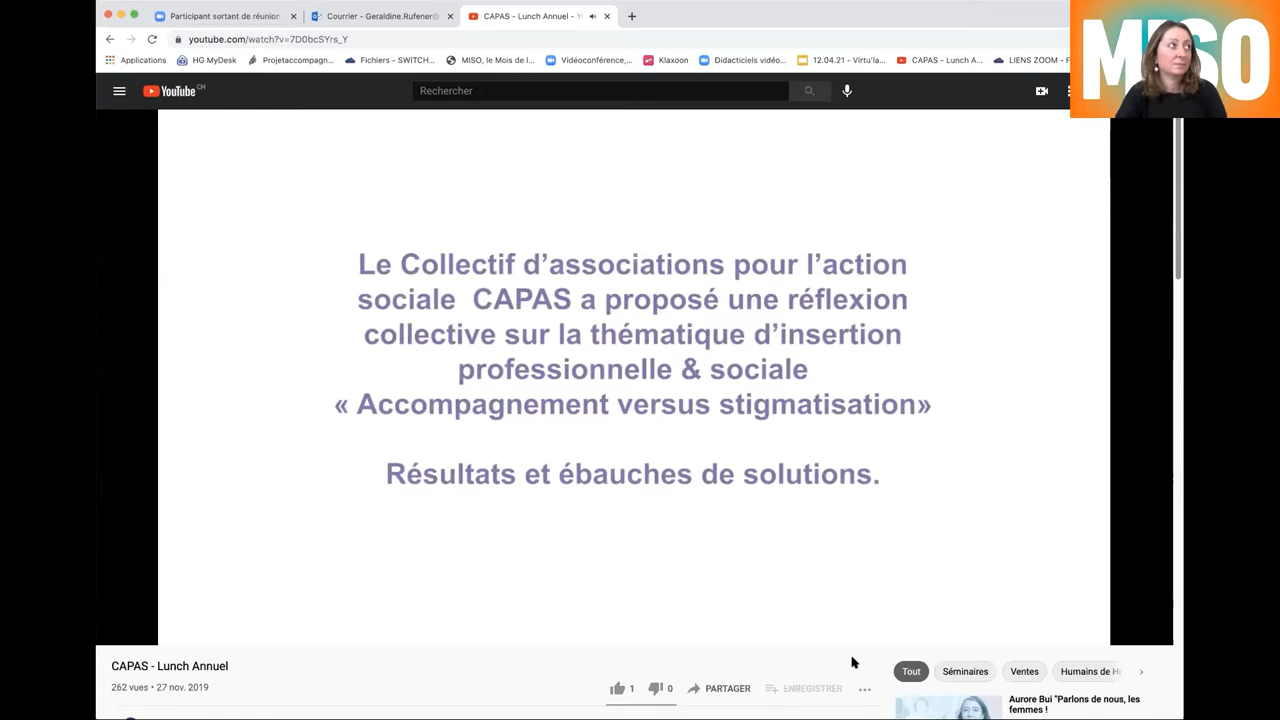 Participant sortant de réunion
Courrier - Geraldine.Rufener@
CAPAS - Lunch Annuel - Y
youtube.com/watch?v=7D0bcSYrs_Y
Applications
HG MyDesk
Projetaccompagn...
Fichiers - SWITCH...
MISO, le Mois de l...
Vidéoconférence,...
Klaxoon
Didacticiels vidéo...
12.04.21 - Virtu'la...
CAPAS - Lunch A...
LIENS ZOOM - F
MISO
YouTube CH
Rechercher
Le Collectif d’associations pour l’action
sociale CAPAS a proposé une réflexion
collective sur la thématique d’insertion
professionnelle & sociale
« Accompagnement versus stigmatisation»
Résultats et ébauches de solutions.
CAPAS - Lunch Annuel
262 vues • 27 nov. 2019
1
0
PARTAGER
ENREGISTRER
Tout
Séminaires
Ventes
Humains de
Aurore Bui "Parlons de nous, les
femmes !